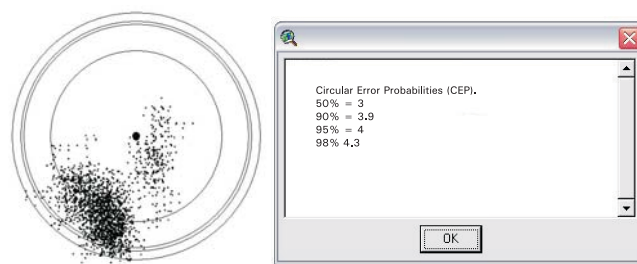 Circular Error Probabilities (CEP).
50% = 3
90% = 3.9
95% = 4
98% 4.3
OK